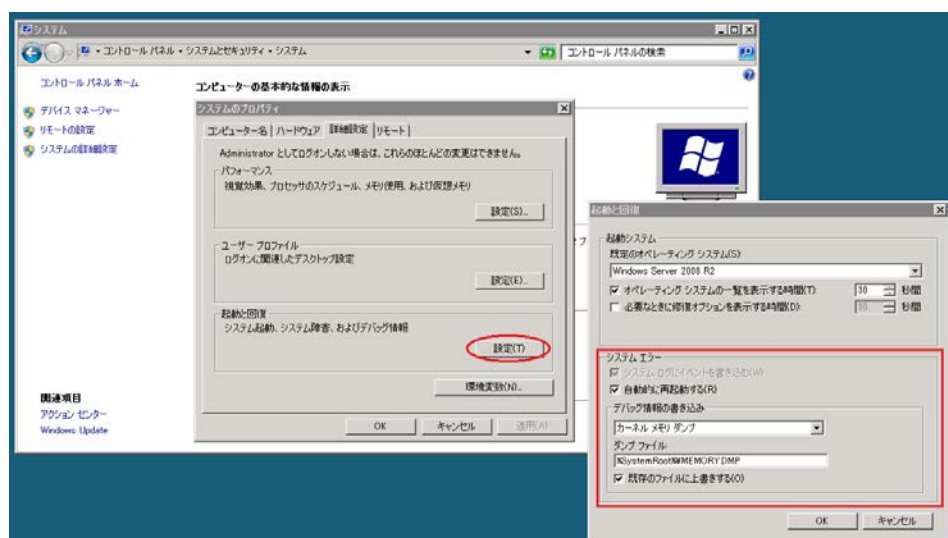 システム
コントロール パネル • システムとセキュリティ • システム
コントロール パネルの検索
コントロール パネル ホーム
デバイス マネージャー
リモートの設定
システムの詳細設定
関連項目
アクション センター
Windows Update
コンピューターの基本的な情報の表示
システムのプロパティ
コンピューター名 ハードウェア 詳細設定 リモート
Administrator としてログオンしない場合は、これらのほとんどの変更はできません。
パフォーマンス
視覚効果、プロセッサのスケジュール、メモリ使用、および仮想メモリ
設定(S)...
ユーザー プロファイル
ログオンに関連したデスクトップ設定
設定(E)...
起動と回復
システム起動、システム障害、およびデバッグ情報
設定(T)
環境変数(N)...
OK キャンセル 適用(A)
起動と回復
起動システム
既定のオペレーティング システム(S):
Windows Server 2008 R2
オペレーティング システムの一覧を表示する時間(T): 30 秒間
必要なときに修復オプションを表示する時間(D): 30 秒間
システム エラー
システム ログにイベントを書き込む(W)
自動的に再起動する(R)
デバッグ情報の書き込み
カーネル メモリ ダンプ
ダンプ ファイル:
%SystemRoot%¥MEMORY.DMP
既存のファイルに上書きする(O)
OK キャンセル